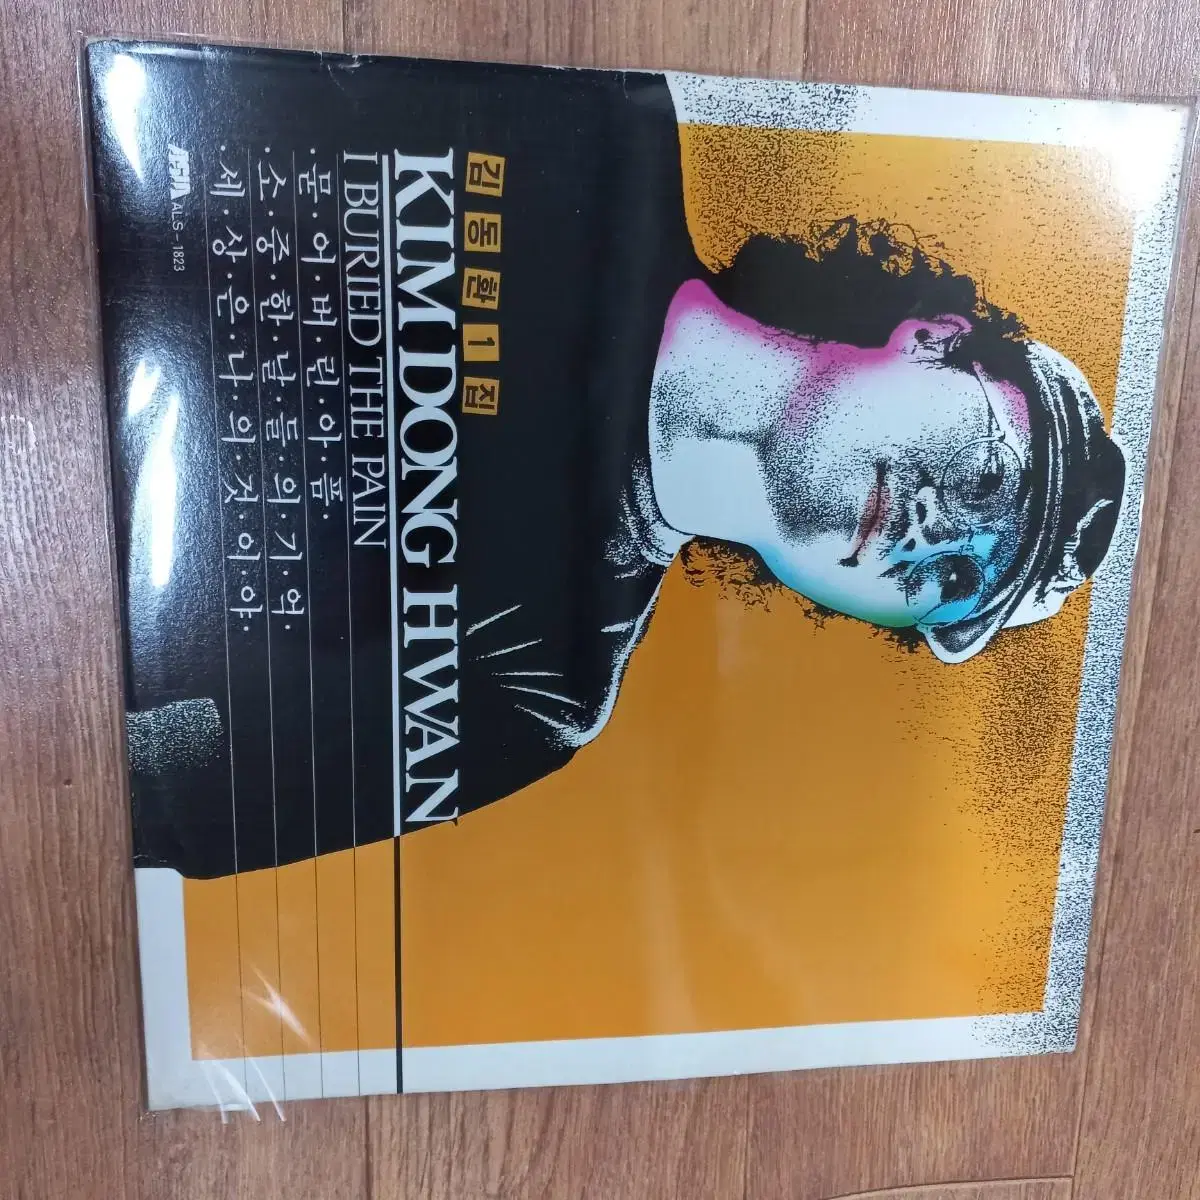 김동환1집
KIM DONG HWAN
I BURIED THE PAIN
·묻·어·버·린·아·픔·
·소·중·한·날·들·의·기·억·
·세·상·은·나·의·것·이·야·
ALS-1823